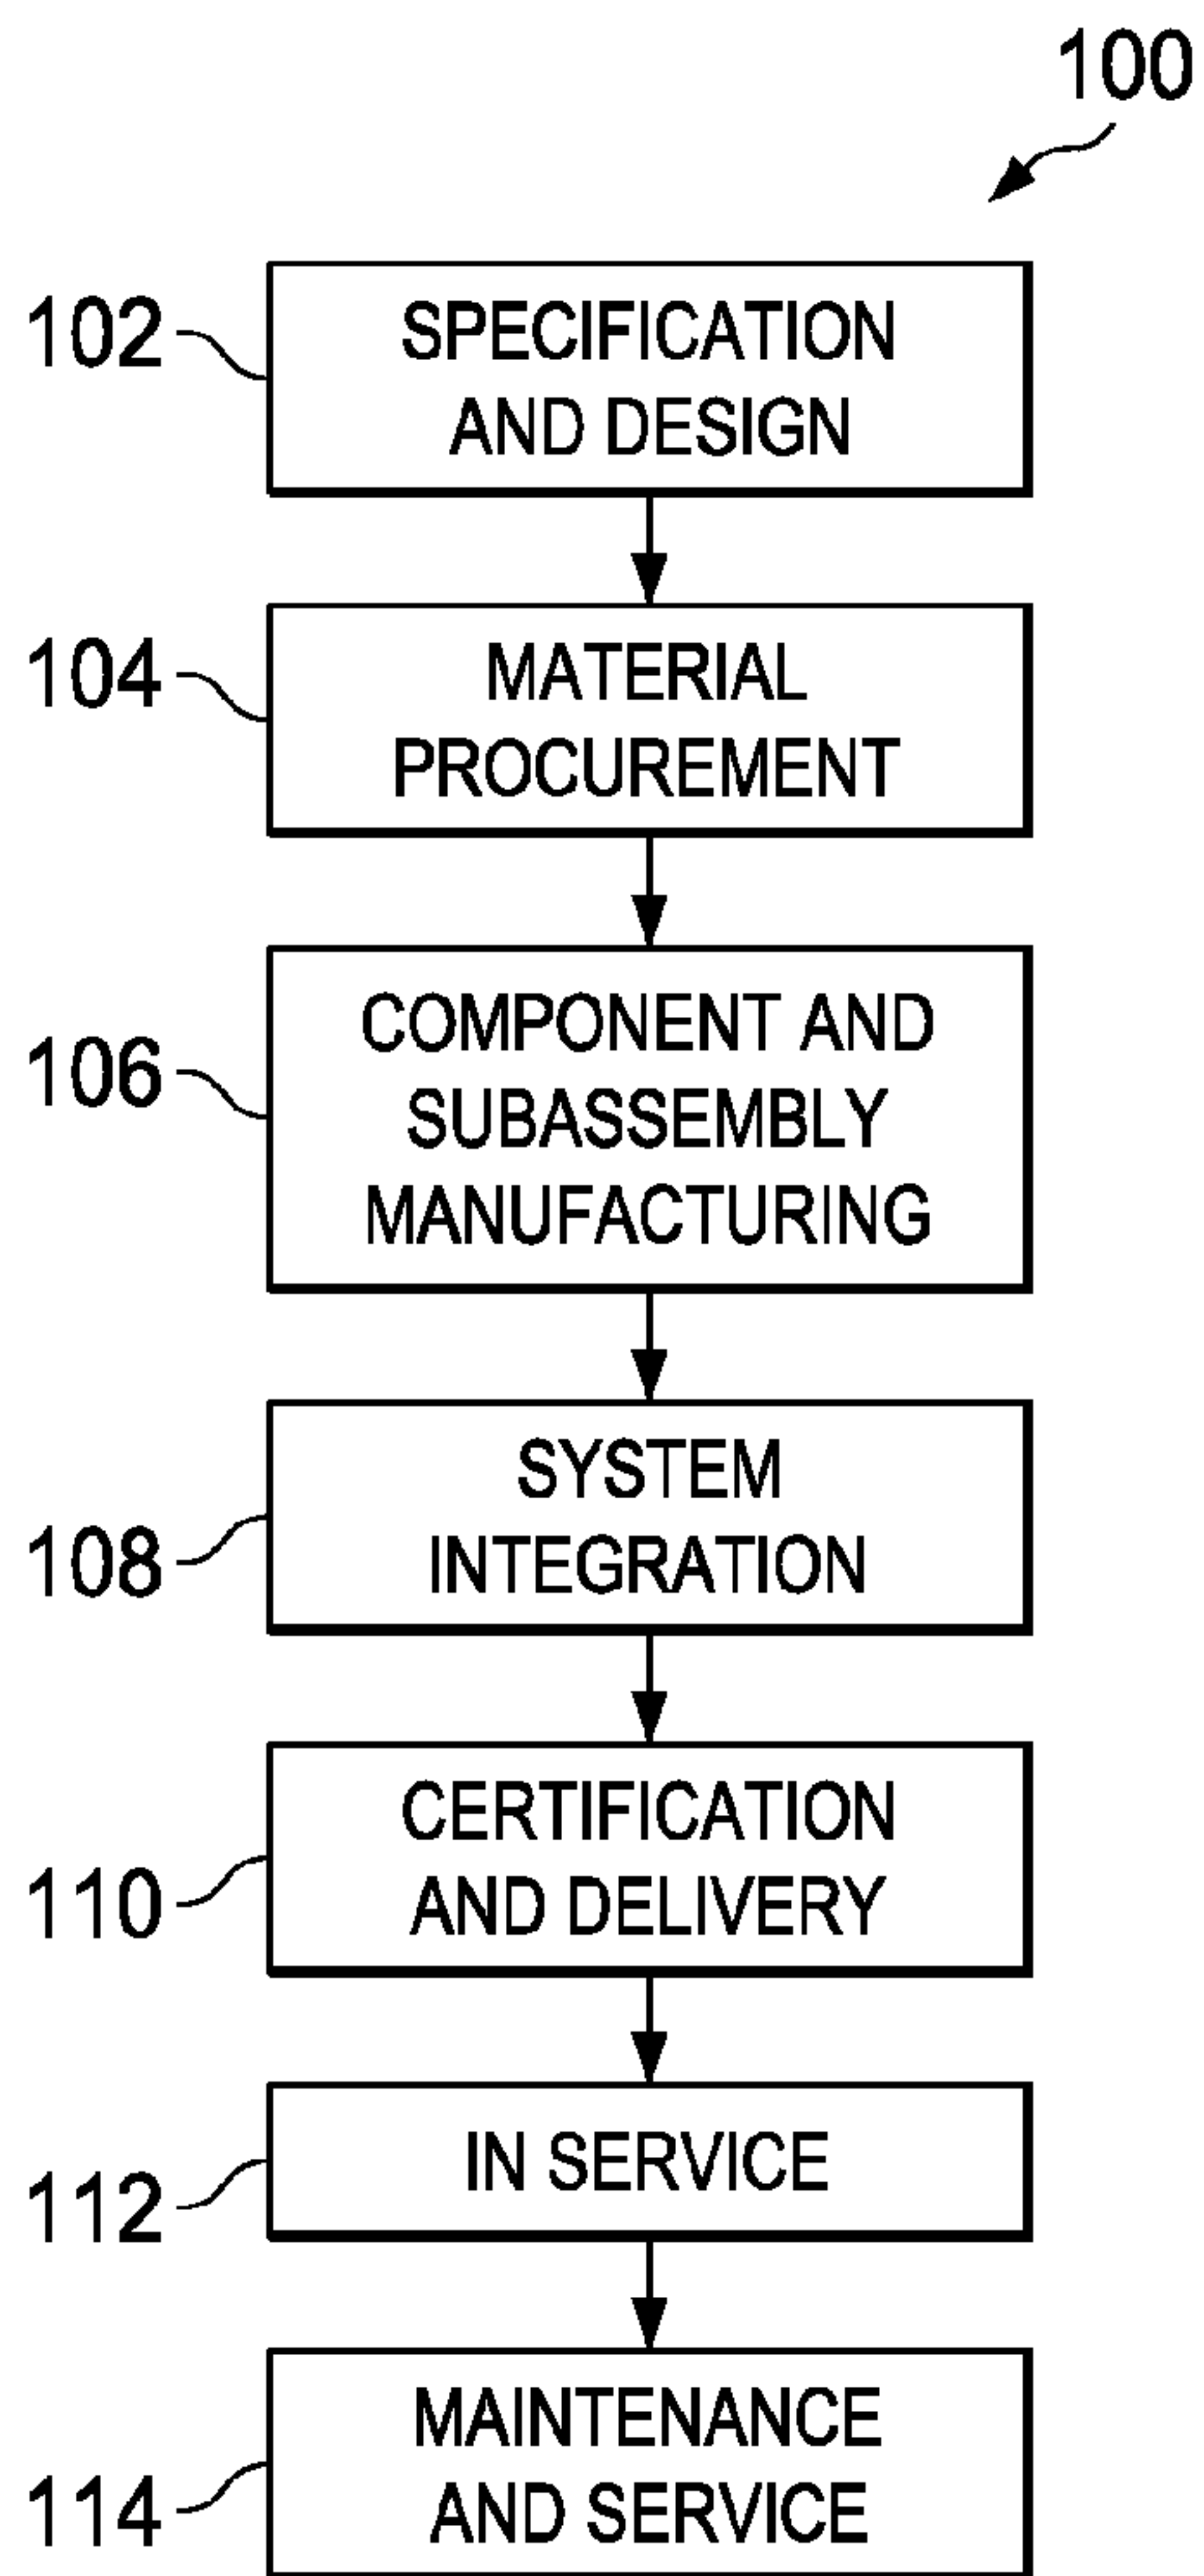 100
102
SPECIFICATION
AND DESIGN
104
MATERIAL
PROCUREMENT
106
COMPONENT AND
SUBASSEMBLY
MANUFACTURING
108
SYSTEM
INTEGRATION
110
CERTIFICATION
AND DELIVERY
112
IN SERVICE
114
MAINTENANCE
AND SERVICE